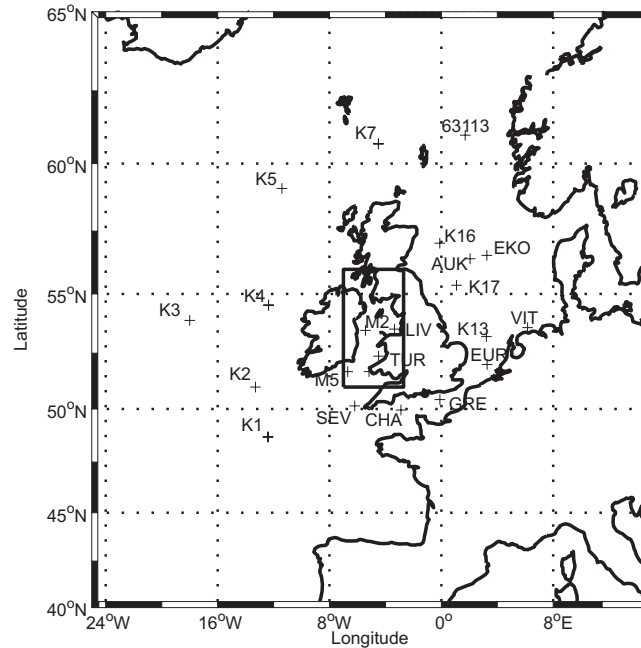 65°N
63113
K7
60°N
K5
K16
EKO
AUK
55°N
K17
K4
K3
VIT
M2
LIV
K13
TUR
EUR
K2
M5
50°N
GRE
SEV
CHA
K1
45°N
40°N
24°W
16°W
8°W
0°
8°E
Longitude
Latitude